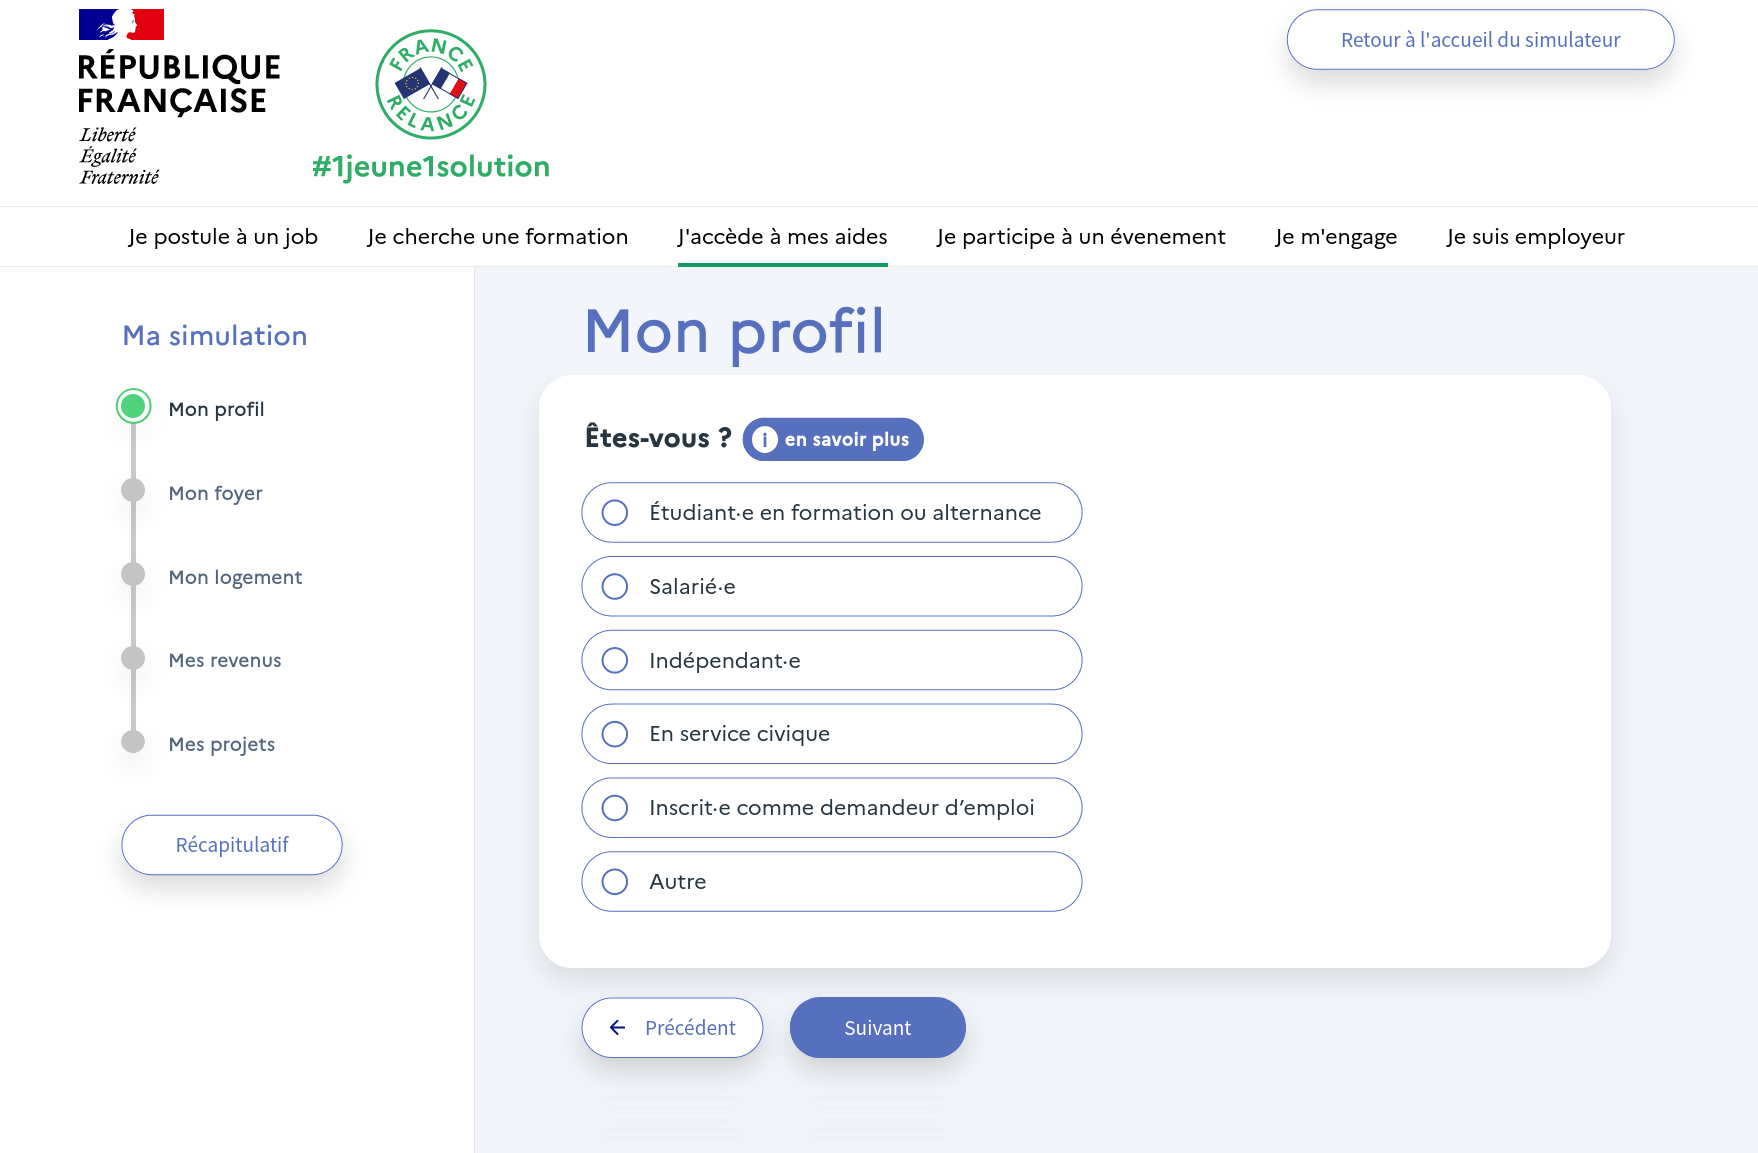 RÉPUBLIQUE
FRANÇAISE
Liberté
Égalité
Fraternité
FRANCE
RELANCE
#1jeune1solution
Retour à l'accueil du simulateur
Je postule à un job
Je cherche une formation
J'accède à mes aides
Je participe à un évenement
Je m'engage
Je suis employeur
Ma simulation
Mon profil
Mon foyer
Mon logement
Mes revenus
Mes projets
Récapitulatif
Mon profil
Êtes-vous ? i en savoir plus
Étudiant·e en formation ou alternance
Salarié·e
Indépendant·e
En service civique
Inscrit·e comme demandeur d’emploi
Autre
Précédent
Suivant